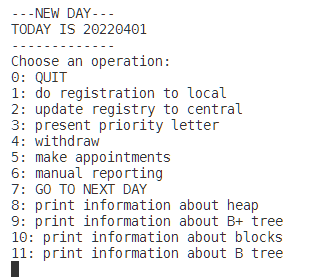 ---NEW DAY---
TODAY IS 20220401
-------------
Choose an operation:
0: QUIT
1: do registration to local
2: update registry to central
3: present priority letter
4: withdraw
5: make appointments
6: manual reporting
7: GO TO NEXT DAY
8: print information about heap
9: print information about B+ tree
10: print information about blocks
11: print information about B tree